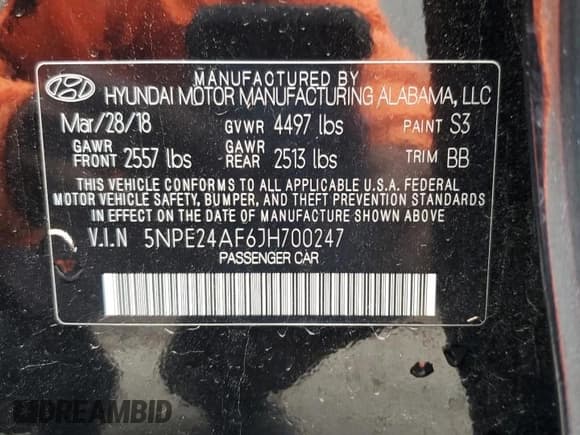 MANUFACTURED BY
HYUNDAI MOTOR MANUFACTURING ALABAMA, LLC
Mar/28/18 GVWR 4497 lbs PAINT S3
GAWR FRONT 2557 lbs GAWR REAR 2513 lbs TRIM BB
THIS VEHICLE CONFORMS TO ALL APPLICABLE U.S.A. FEDERAL
MOTOR VEHICLE SAFETY, BUMPER, AND THEFT PREVENTION STANDARDS
IN EFFECT ON THE DATE OF MANUFACTURE SHOWN ABOVE.
V.I.N 5NPE24AF6JH700247
PASSENGER CAR
DREAMBID